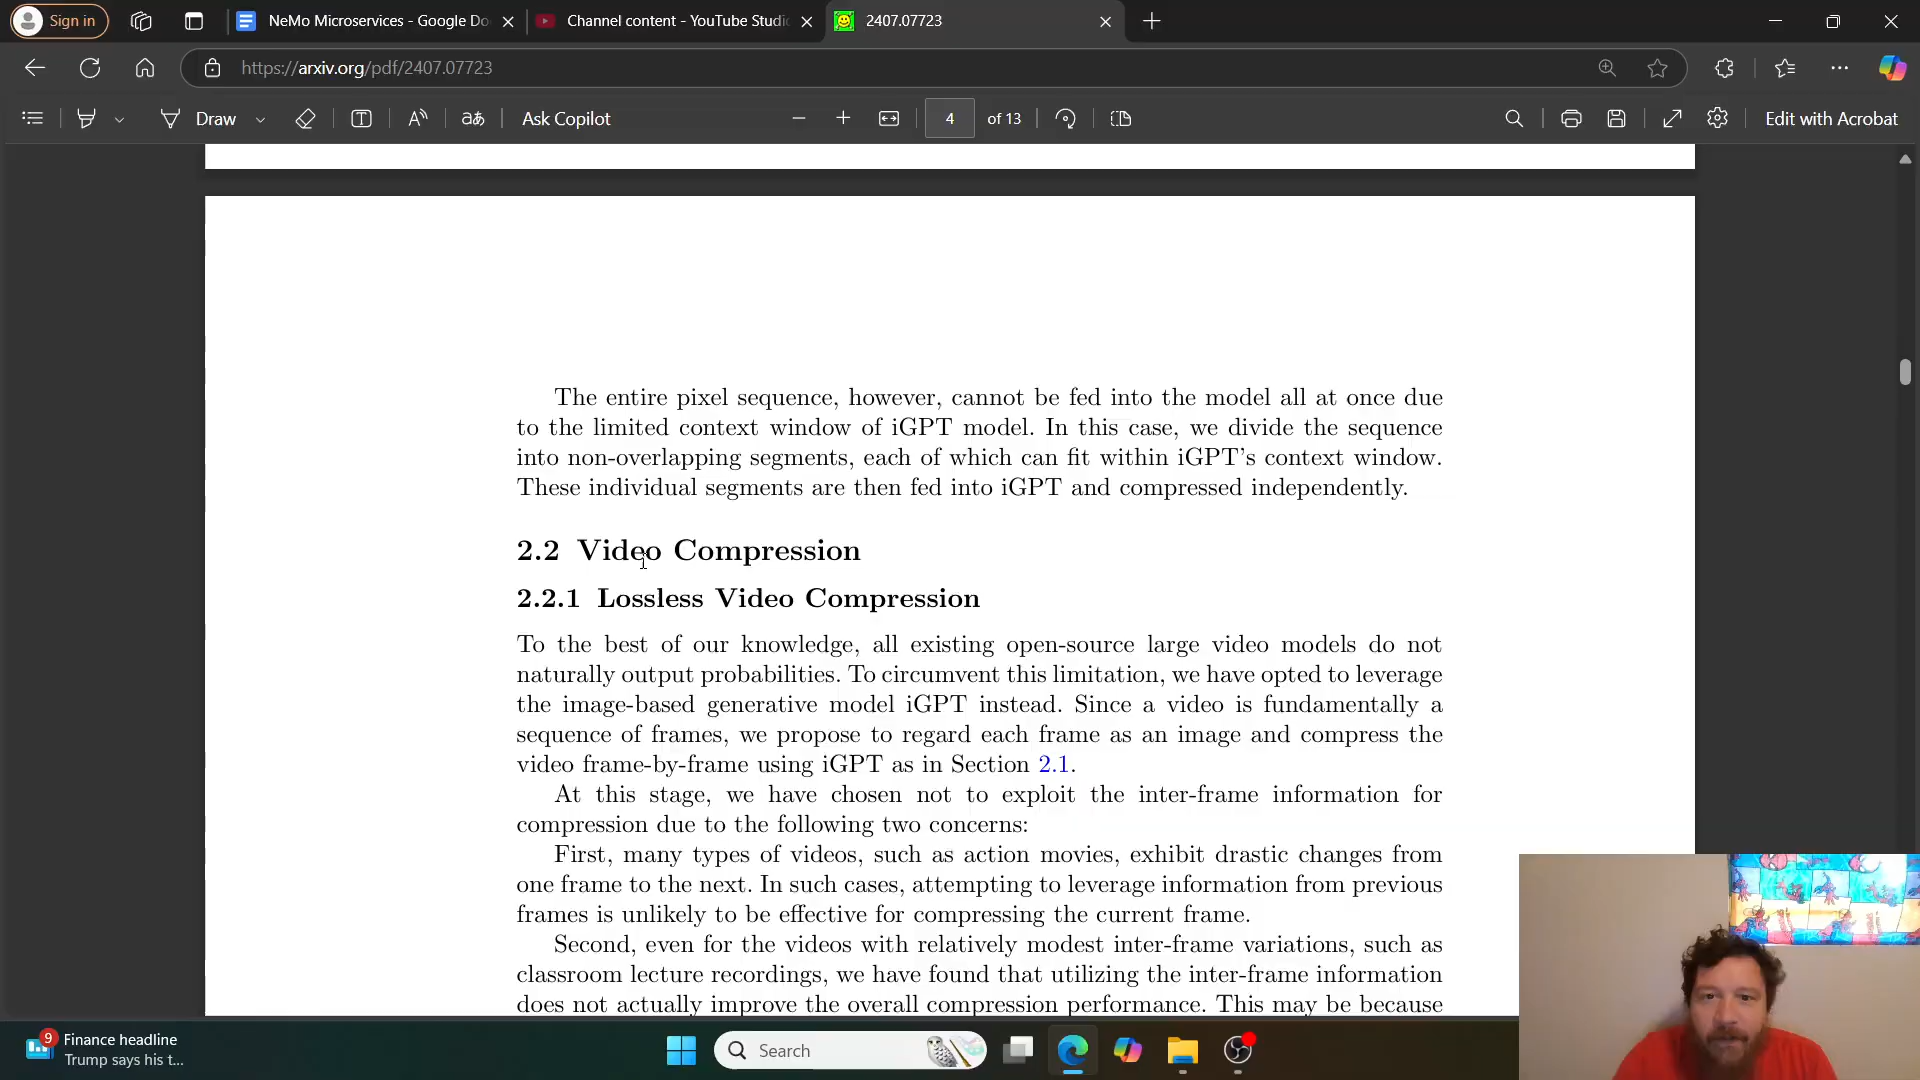 Sign in
NeMo Microservices - Google Do
Channel content - YouTube Studio
2407.07723
https://arxiv.org/pdf/2407.07723
Draw
Ask Copilot
4
of 13
Edit with Acrobat
The entire pixel sequence, however, cannot be fed into the model all at once due
to the limited context window of iGPT model. In this case, we divide the sequence
into non-overlapping segments, each of which can fit within iGPT's context window.
These individual segments are then fed into iGPT and compressed independently.
2.2 Video Compression
2.2.1 Lossless Video Compression
To the best of our knowledge, all existing open-source large video models do not
naturally output probabilities. To circumvent this limitation, we have opted to leverage
the image-based generative model iGPT instead. Since a video is fundamentally a
sequence of frames, we propose to regard each frame as an image and compress the
video frame-by-frame using iGPT as in Section 2.1.
At this stage, we have chosen not to exploit the inter-frame information for
compression due to the following two concerns:
First, many types of videos, such as action movies, exhibit drastic changes from
one frame to the next. In such cases, attempting to leverage information from previous
frames is unlikely to be effective for compressing the current frame.
Second, even for the videos with relatively modest inter-frame variations, such as
classroom lecture recordings, we have found that utilizing the inter-frame information
does not actually improve the overall compression performance. This may be because
9
Finance headline
Trump says his t...
Search